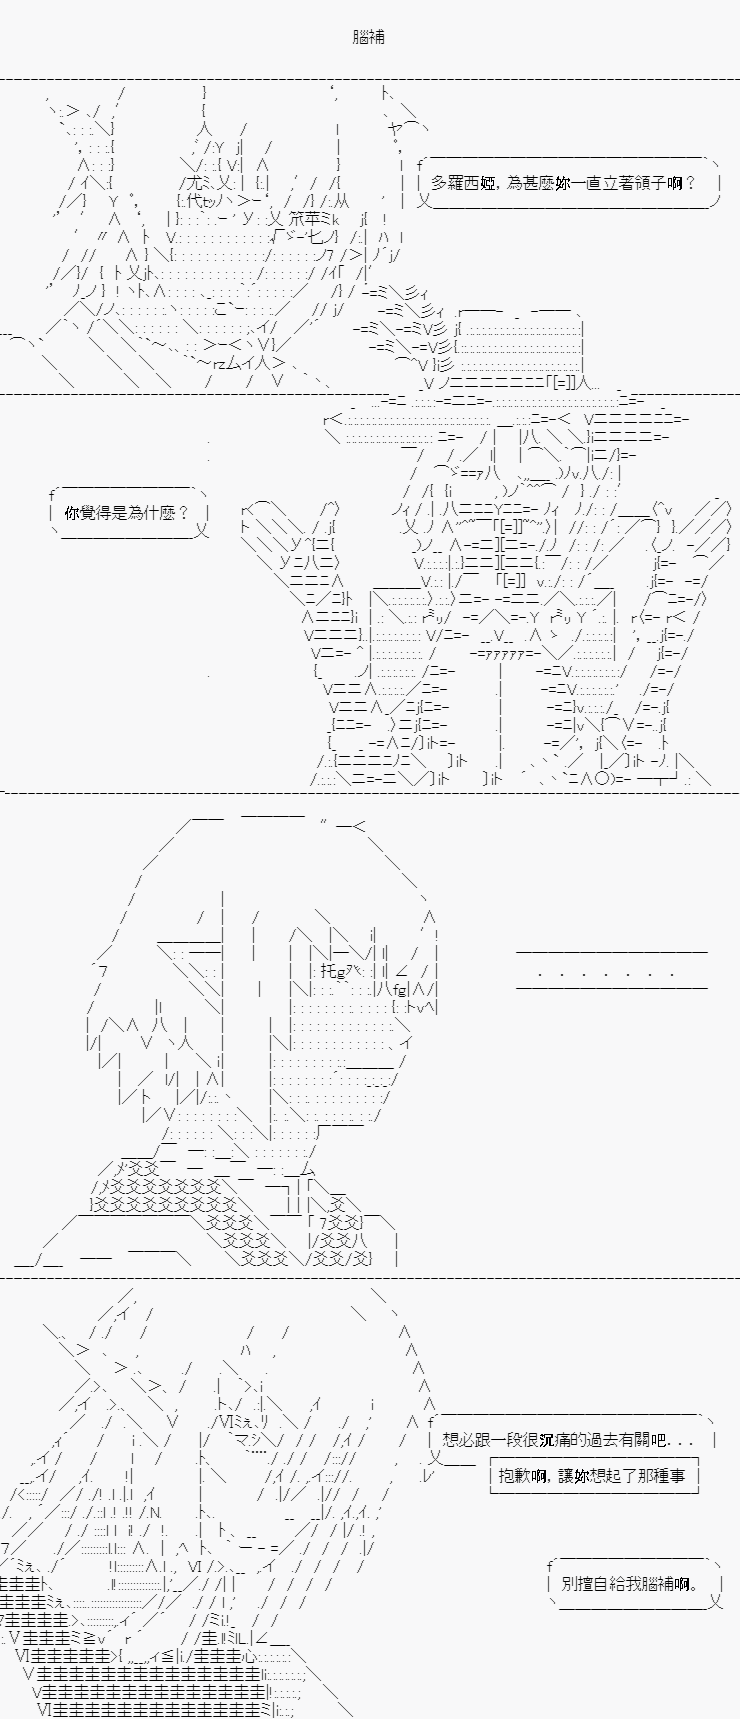 腦補
多羅西婭，為甚麼妳一直立著領子啊？
你覺得是為什麼？
．．．．．．．
想必跟一段很沉痛的過去有關吧．．．
抱歉啊，讓妳想起了那種事
別擅自給我腦補啊。